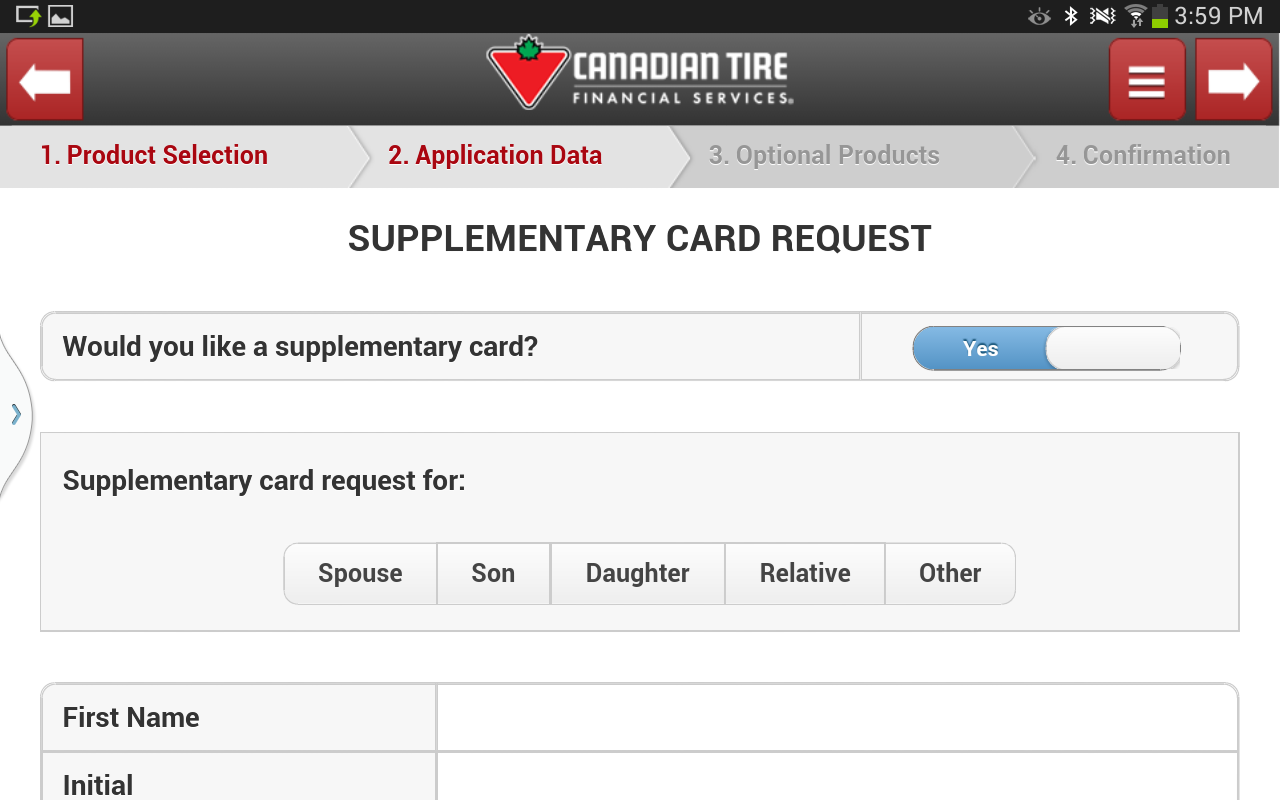 3:59 PM
CANADIAN TIRE
FINANCIAL SERVICES®
1. Product Selection
2. Application Data
3. Optional Products
4. Confirmation
SUPPLEMENTARY CARD REQUEST
Would you like a supplementary card?
Yes
Supplementary card request for:
Spouse
Son
Daughter
Relative
Other
First Name
Initial